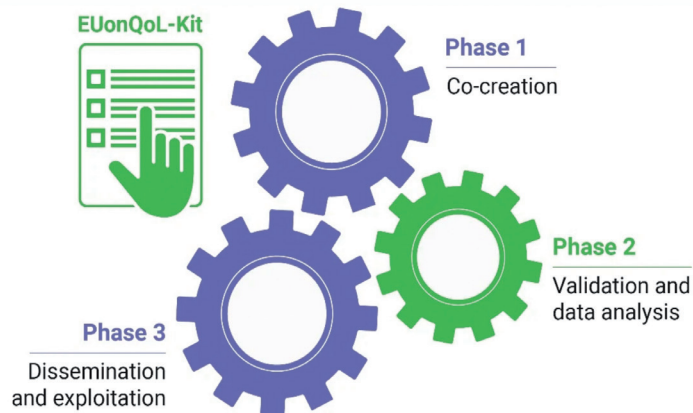 EUonQoL-Kit
Phase 1
Co-creation
Phase 2
Validation and
data analysis
Phase 3
Dissemination
and exploitation